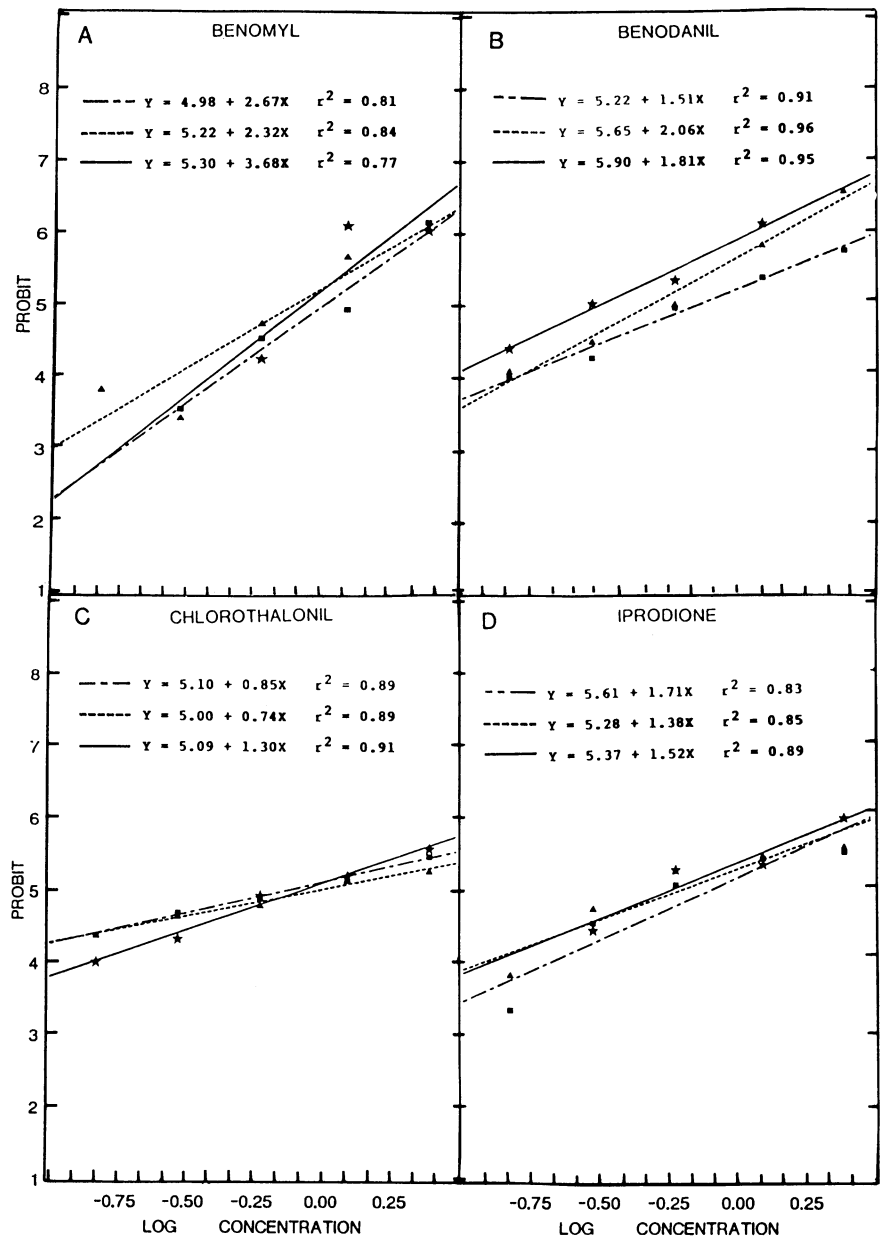 A BENOMYL
Y = 4.98 + 2.67X r2 = 0.81
Y = 5.22 + 2.32X r2 = 0.84
Y = 5.30 + 3.68X r2 = 0.77
8
7
6
5
4
3
2
1
PROBIT
B BENODANIL
Y = 5.22 + 1.51X r2 = 0.91
Y = 5.65 + 2.06X r2 = 0.96
Y = 5.90 + 1.81X r2 = 0.95
C CHLOROTHALONIL
Y = 5.10 + 0.85X r2 = 0.89
Y = 5.00 + 0.74X r2 = 0.89
Y = 5.09 + 1.30X r2 = 0.91
8
7
6
5
4
3
2
1
PROBIT
D IPRODIONE
Y = 5.61 + 1.71X r2 = 0.83
Y = 5.28 + 1.38X r2 = 0.85
Y = 5.37 + 1.52X r2 = 0.89
-0.75 -0.50 0.00 0.25
LOG CONCENTRATION
-0.75 -0.50 0.00 0.25
LOG CONCENTRATION